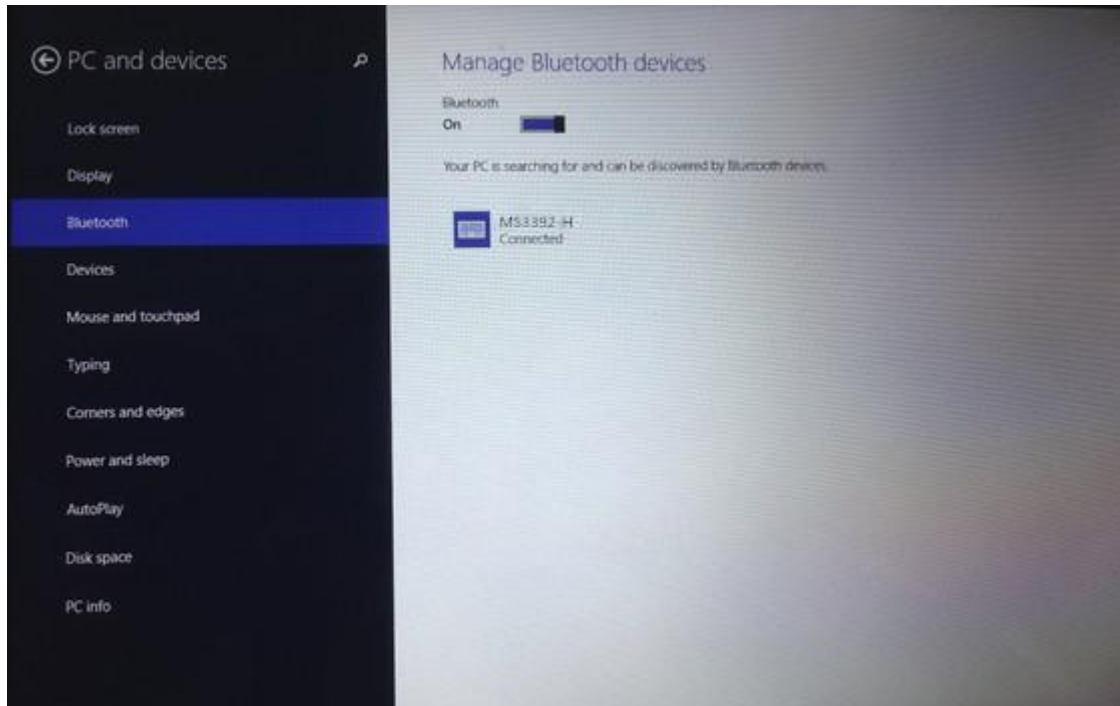 PC and devices
Lock screen
Display
Bluetooth
Devices
Mouse and touchpad
Typing
Corners and edges
Power and sleep
AutoPlay
Disk space
PC info
Manage Bluetooth devices
Bluetooth
On
Your PC is searching for and can be discovered by Bluetooth devices.
MS3392-H
Connected